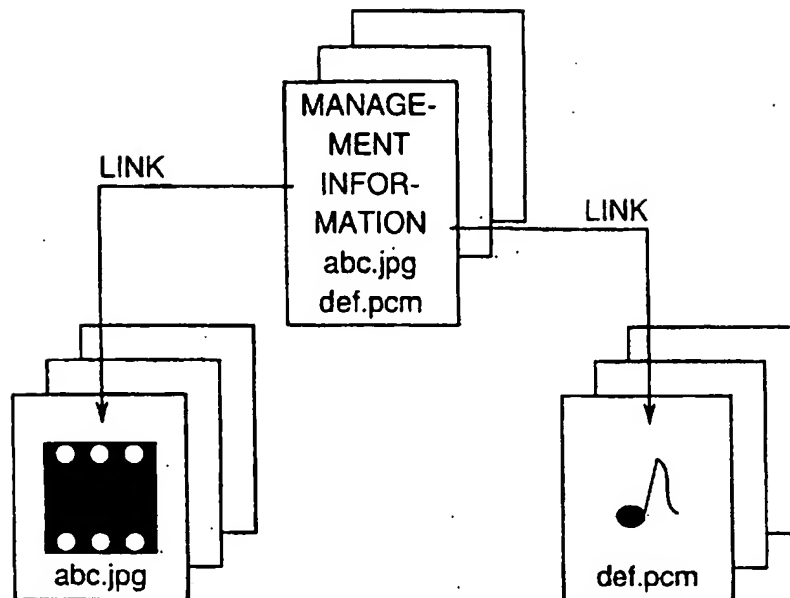 MANAGE-
MENT
INFOR-
MATION
abc.jpg
def.pcm
LINK
LINK
abc.jpg
def.pcm